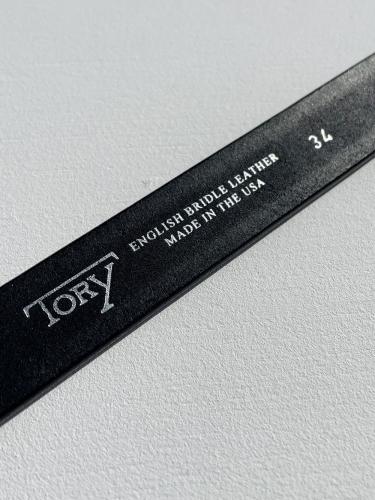 TORY
ENGLISH BRIDLE LEATHER
MADE IN THE USA
34